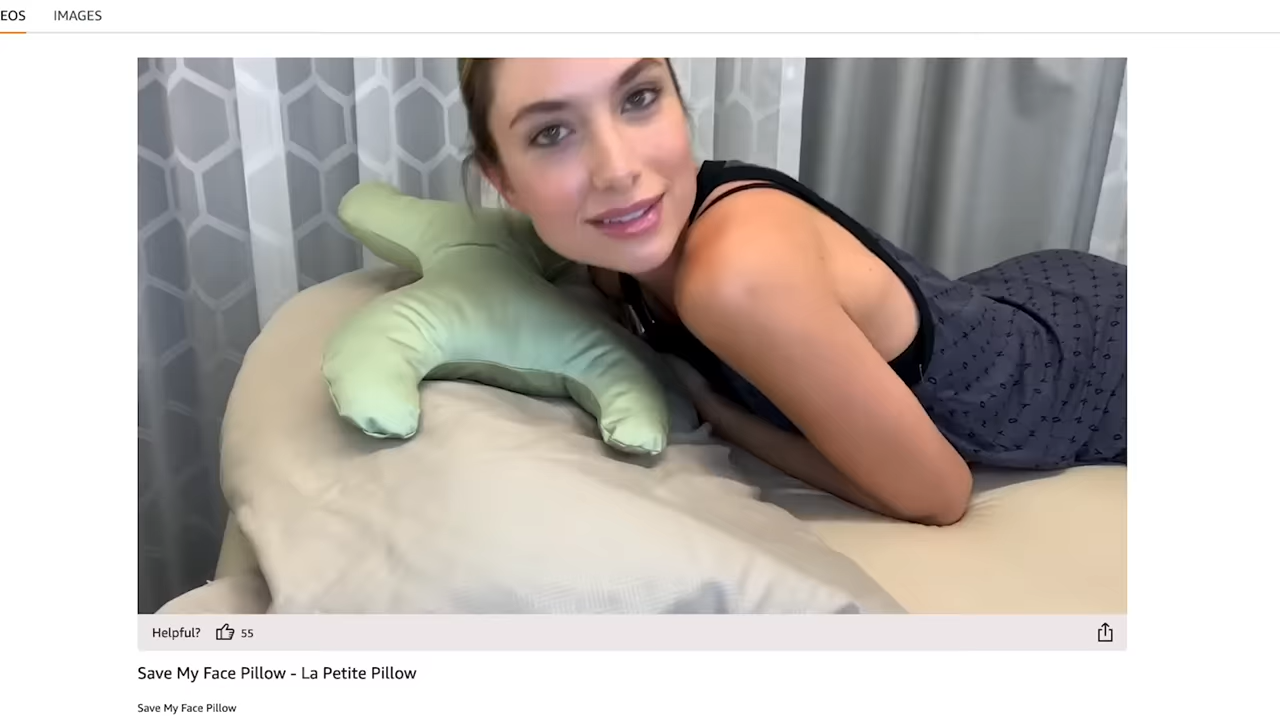 EOS
IMAGES
Helpful?
55
Save My Face Pillow - La Petite Pillow
Save My Face Pillow